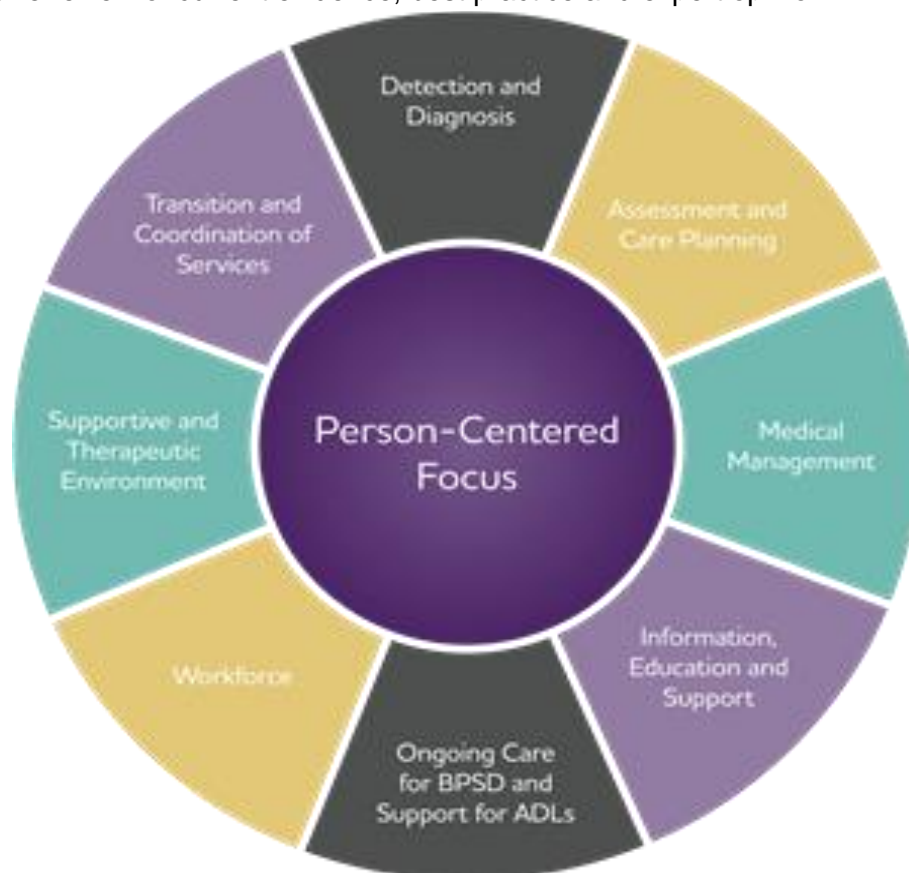 Detection and
Diagnosis
Assessment and
Care Planning
Medical
Management
Information,
Education and
Support
Ongoing Care
for BPSD and
Support for ADLs
Workforce
Supportive and
Therapeutic
Environment
Transition and
Coordination of
Services
Person-Centered
Focus